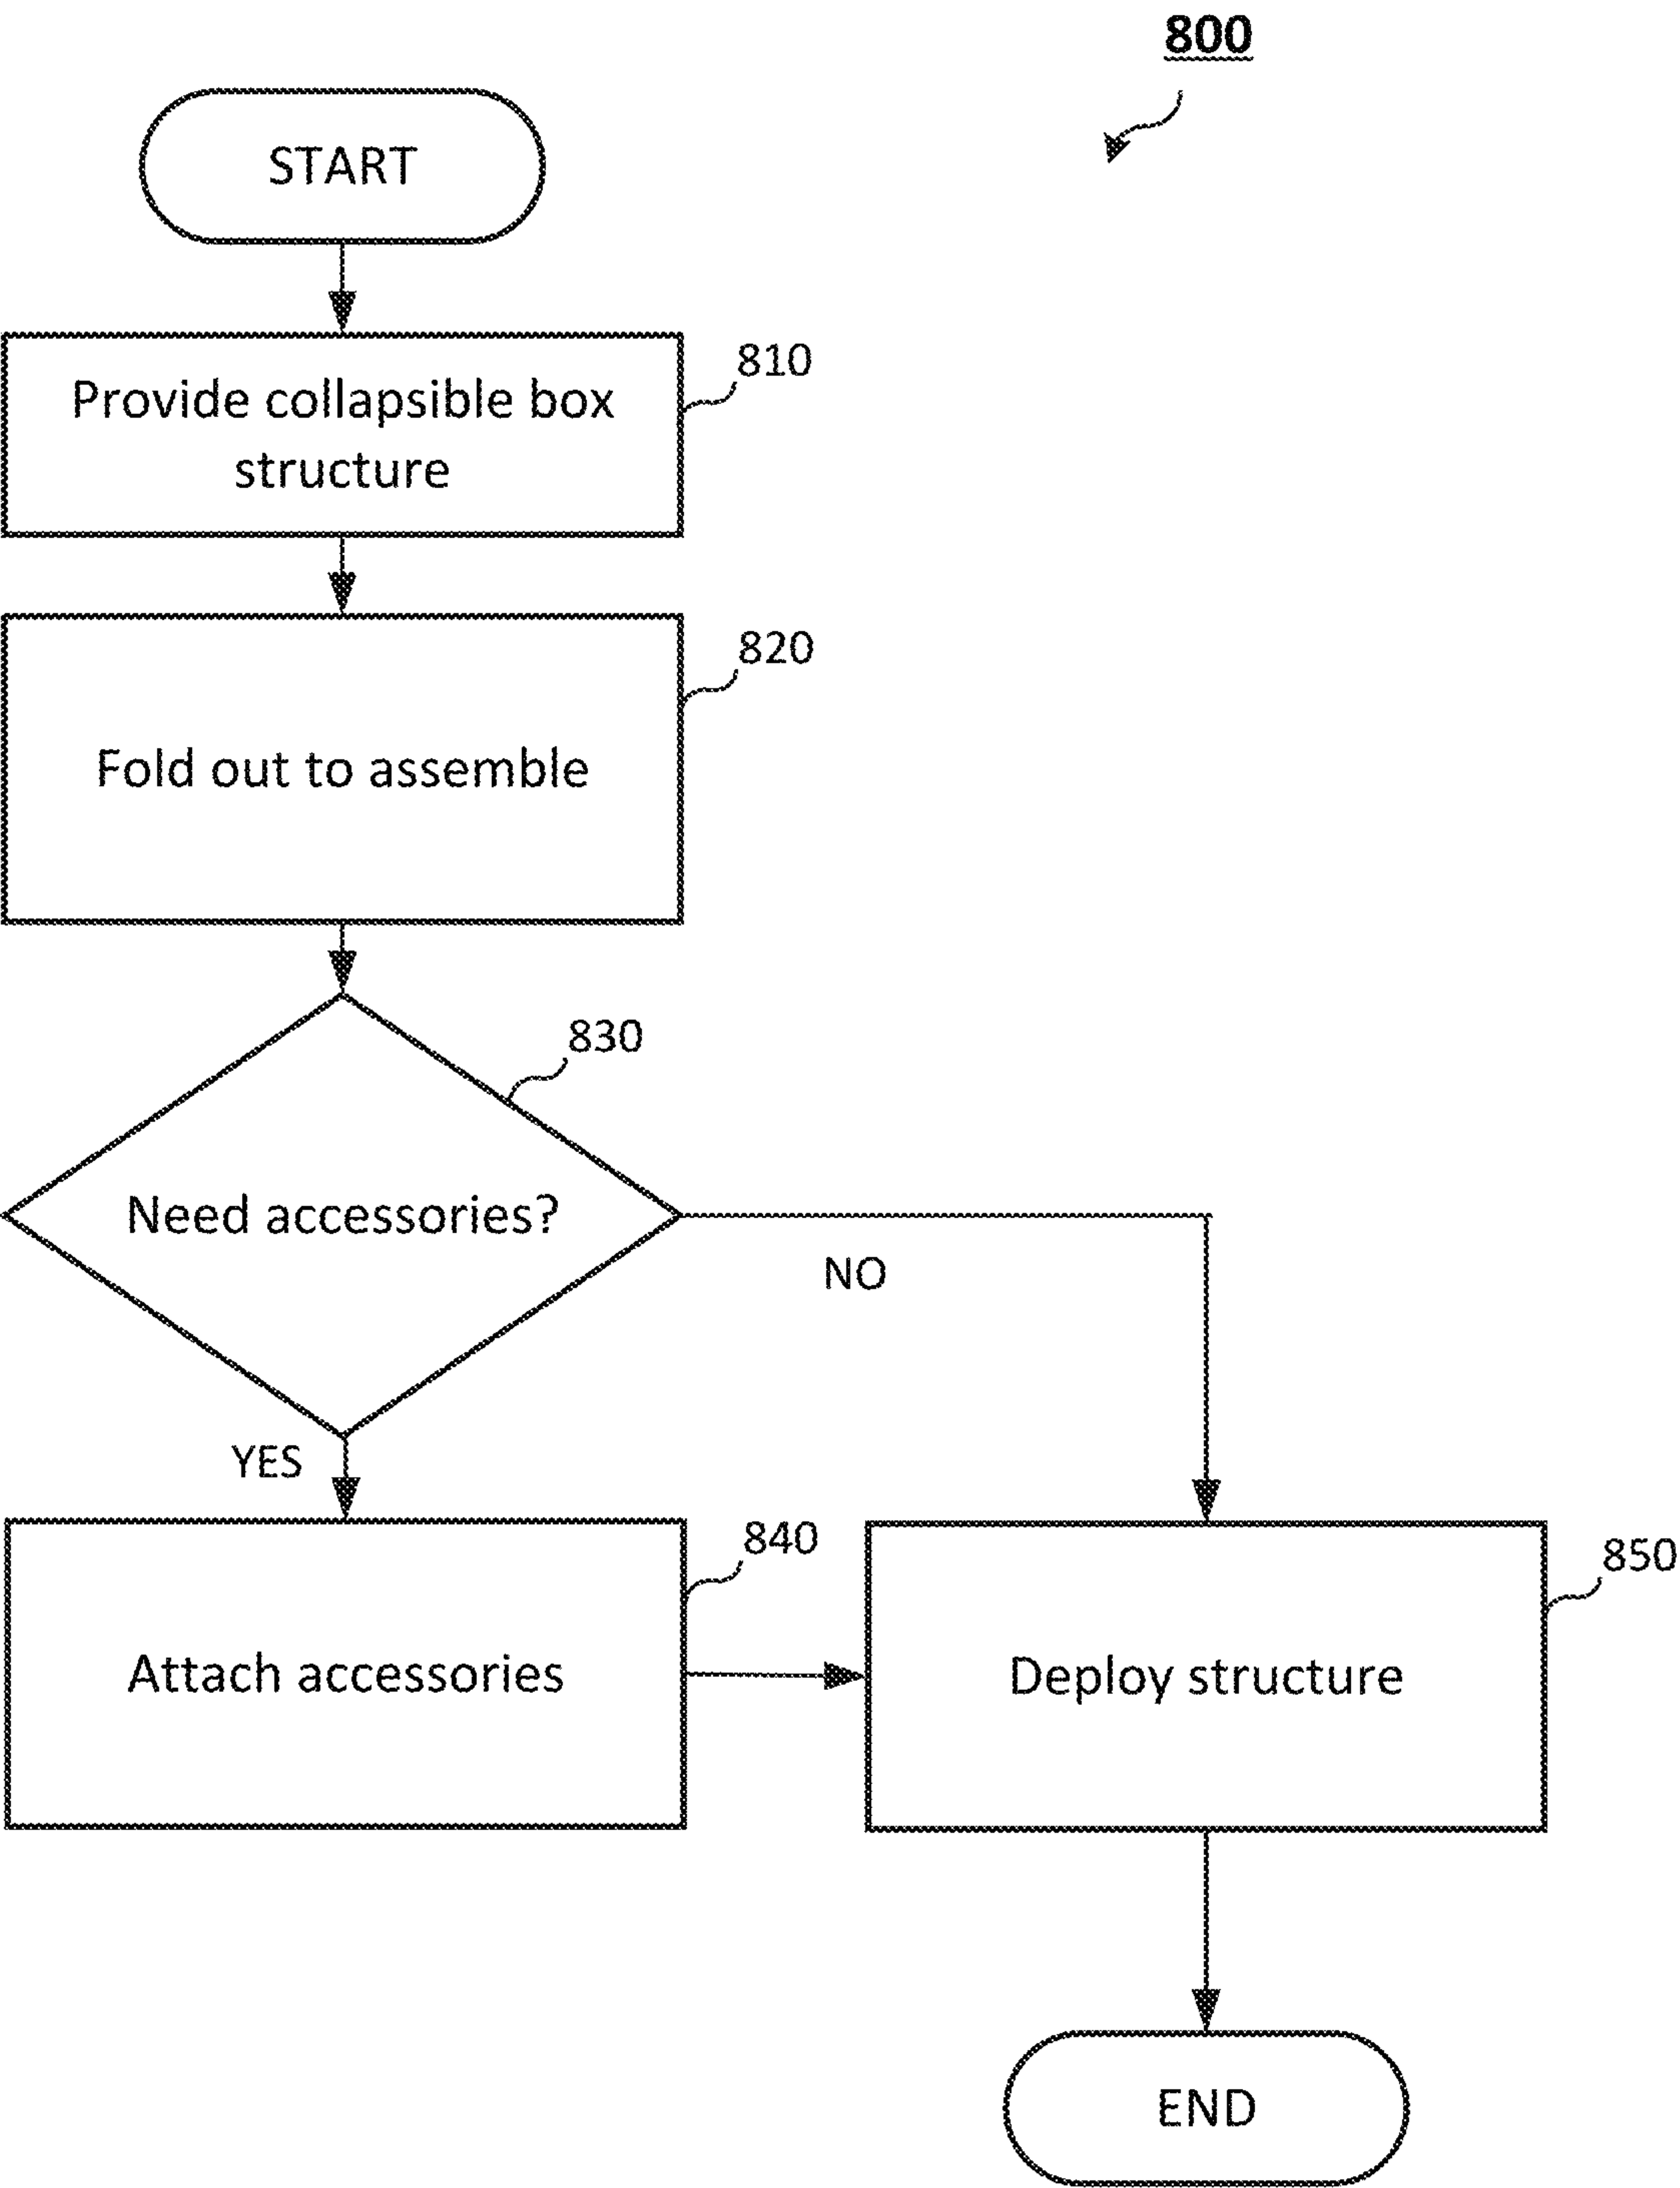 800
START
Provide collapsible box
structure
810
Fold out to assemble
820
830
Need accessories?
NO
YES
Attach accessories
840
Deploy structure
850
END